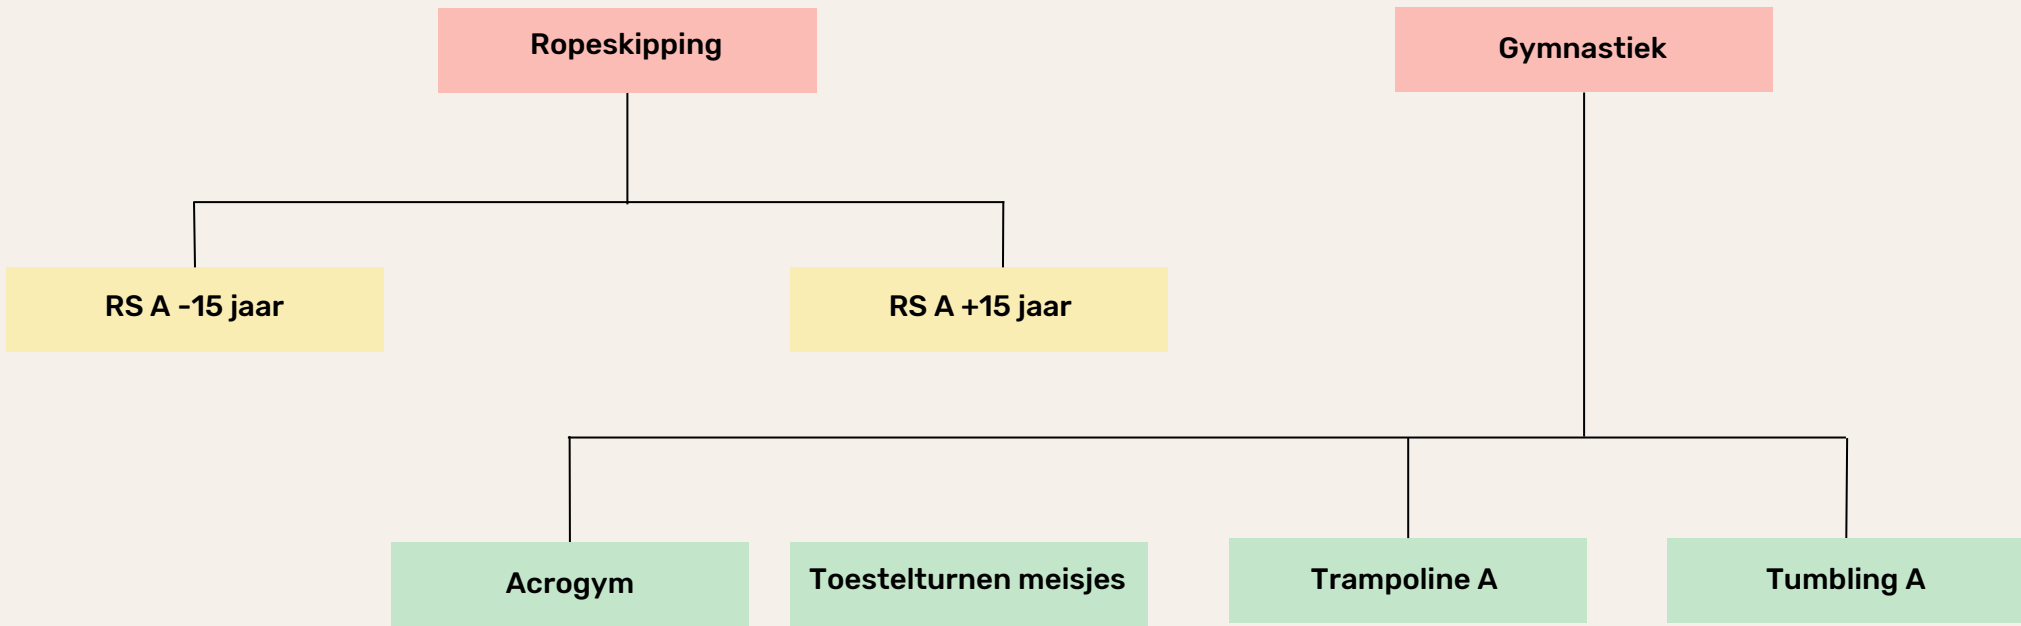 Ropeskipping
Gymnastiek
RS A -15 jaar
RS A +15 jaar
Acrogym
Toestelturnen meisjes
Trampoline A
Tumbling A